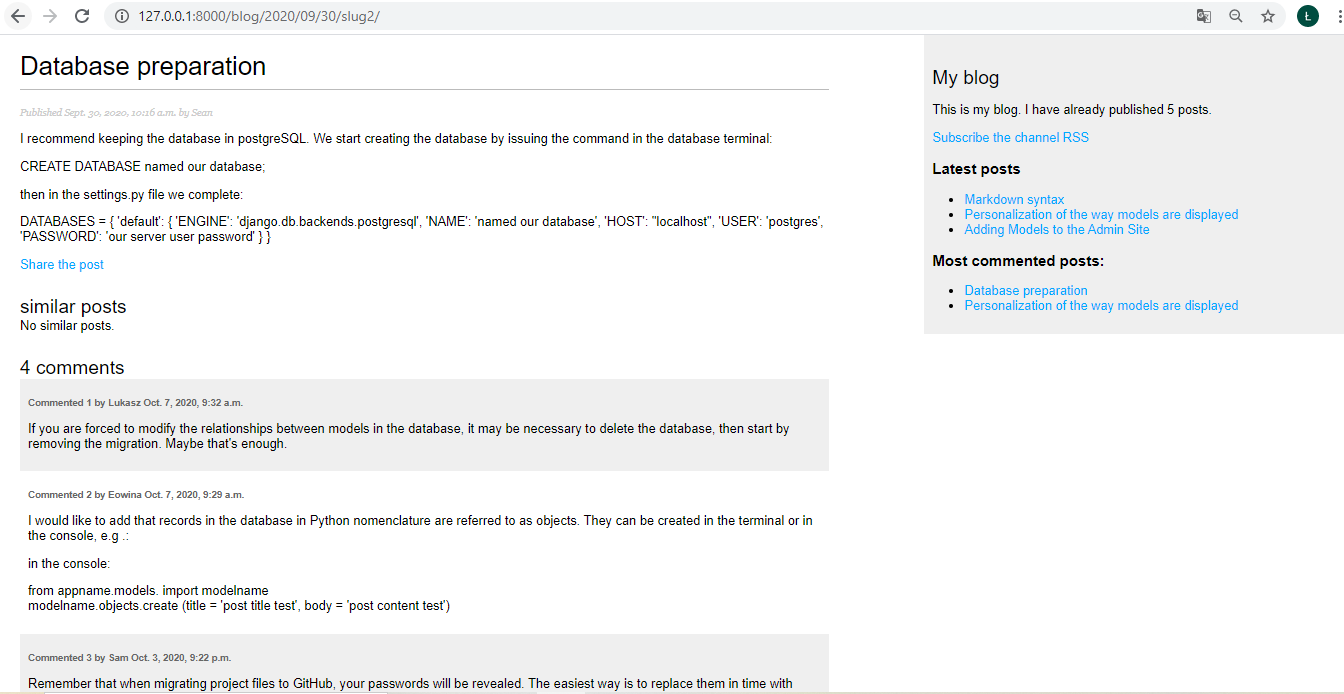 127.0.0.1:8000/blog/2020/09/30/slug2/
Ł
Database preparation
Published Sept. 30, 2020, 10:16 a.m. by Sean
I recommend keeping the database in postgreSQL. We start creating the database by issuing the command in the database terminal:
CREATE DATABASE named our database;
then in the settings.py file we complete:
DATABASES = { 'default': { 'ENGINE': 'django.db.backends.postgresql', 'NAME': 'named our database', 'HOST': "localhost", 'USER': 'postgres',
'PASSWORD': 'our server user password' } }
Share the post
similar posts
No similar posts.
4 comments
Commented 1 by Lukasz Oct. 7, 2020, 9:32 a.m.
If you are forced to modify the relationships between models in the database, it may be necessary to delete the database, then start by
removing the migration. Maybe that's enough.
Commented 2 by Eowina Oct. 7, 2020, 9:29 a.m.
I would like to add that records in the database in Python nomenclature are referred to as objects. They can be created in the terminal or in
the console, e.g .:
in the console:
from appname.models. import modelname
modelname.objects.create (title = 'post title test', body = 'post content test')
Commented 3 by Sam Oct. 3, 2020, 9:22 p.m.
Remember that when migrating project files to GitHub, your passwords will be revealed. The easiest way is to replace them in time with
My blog
This is my blog. I have already published 5 posts.
Subscribe the channel RSS
Latest posts
Markdown syntax
Personalization of the way models are displayed
Adding Models to the Admin Site
Most commented posts:
Database preparation
Personalization of the way models are displayed